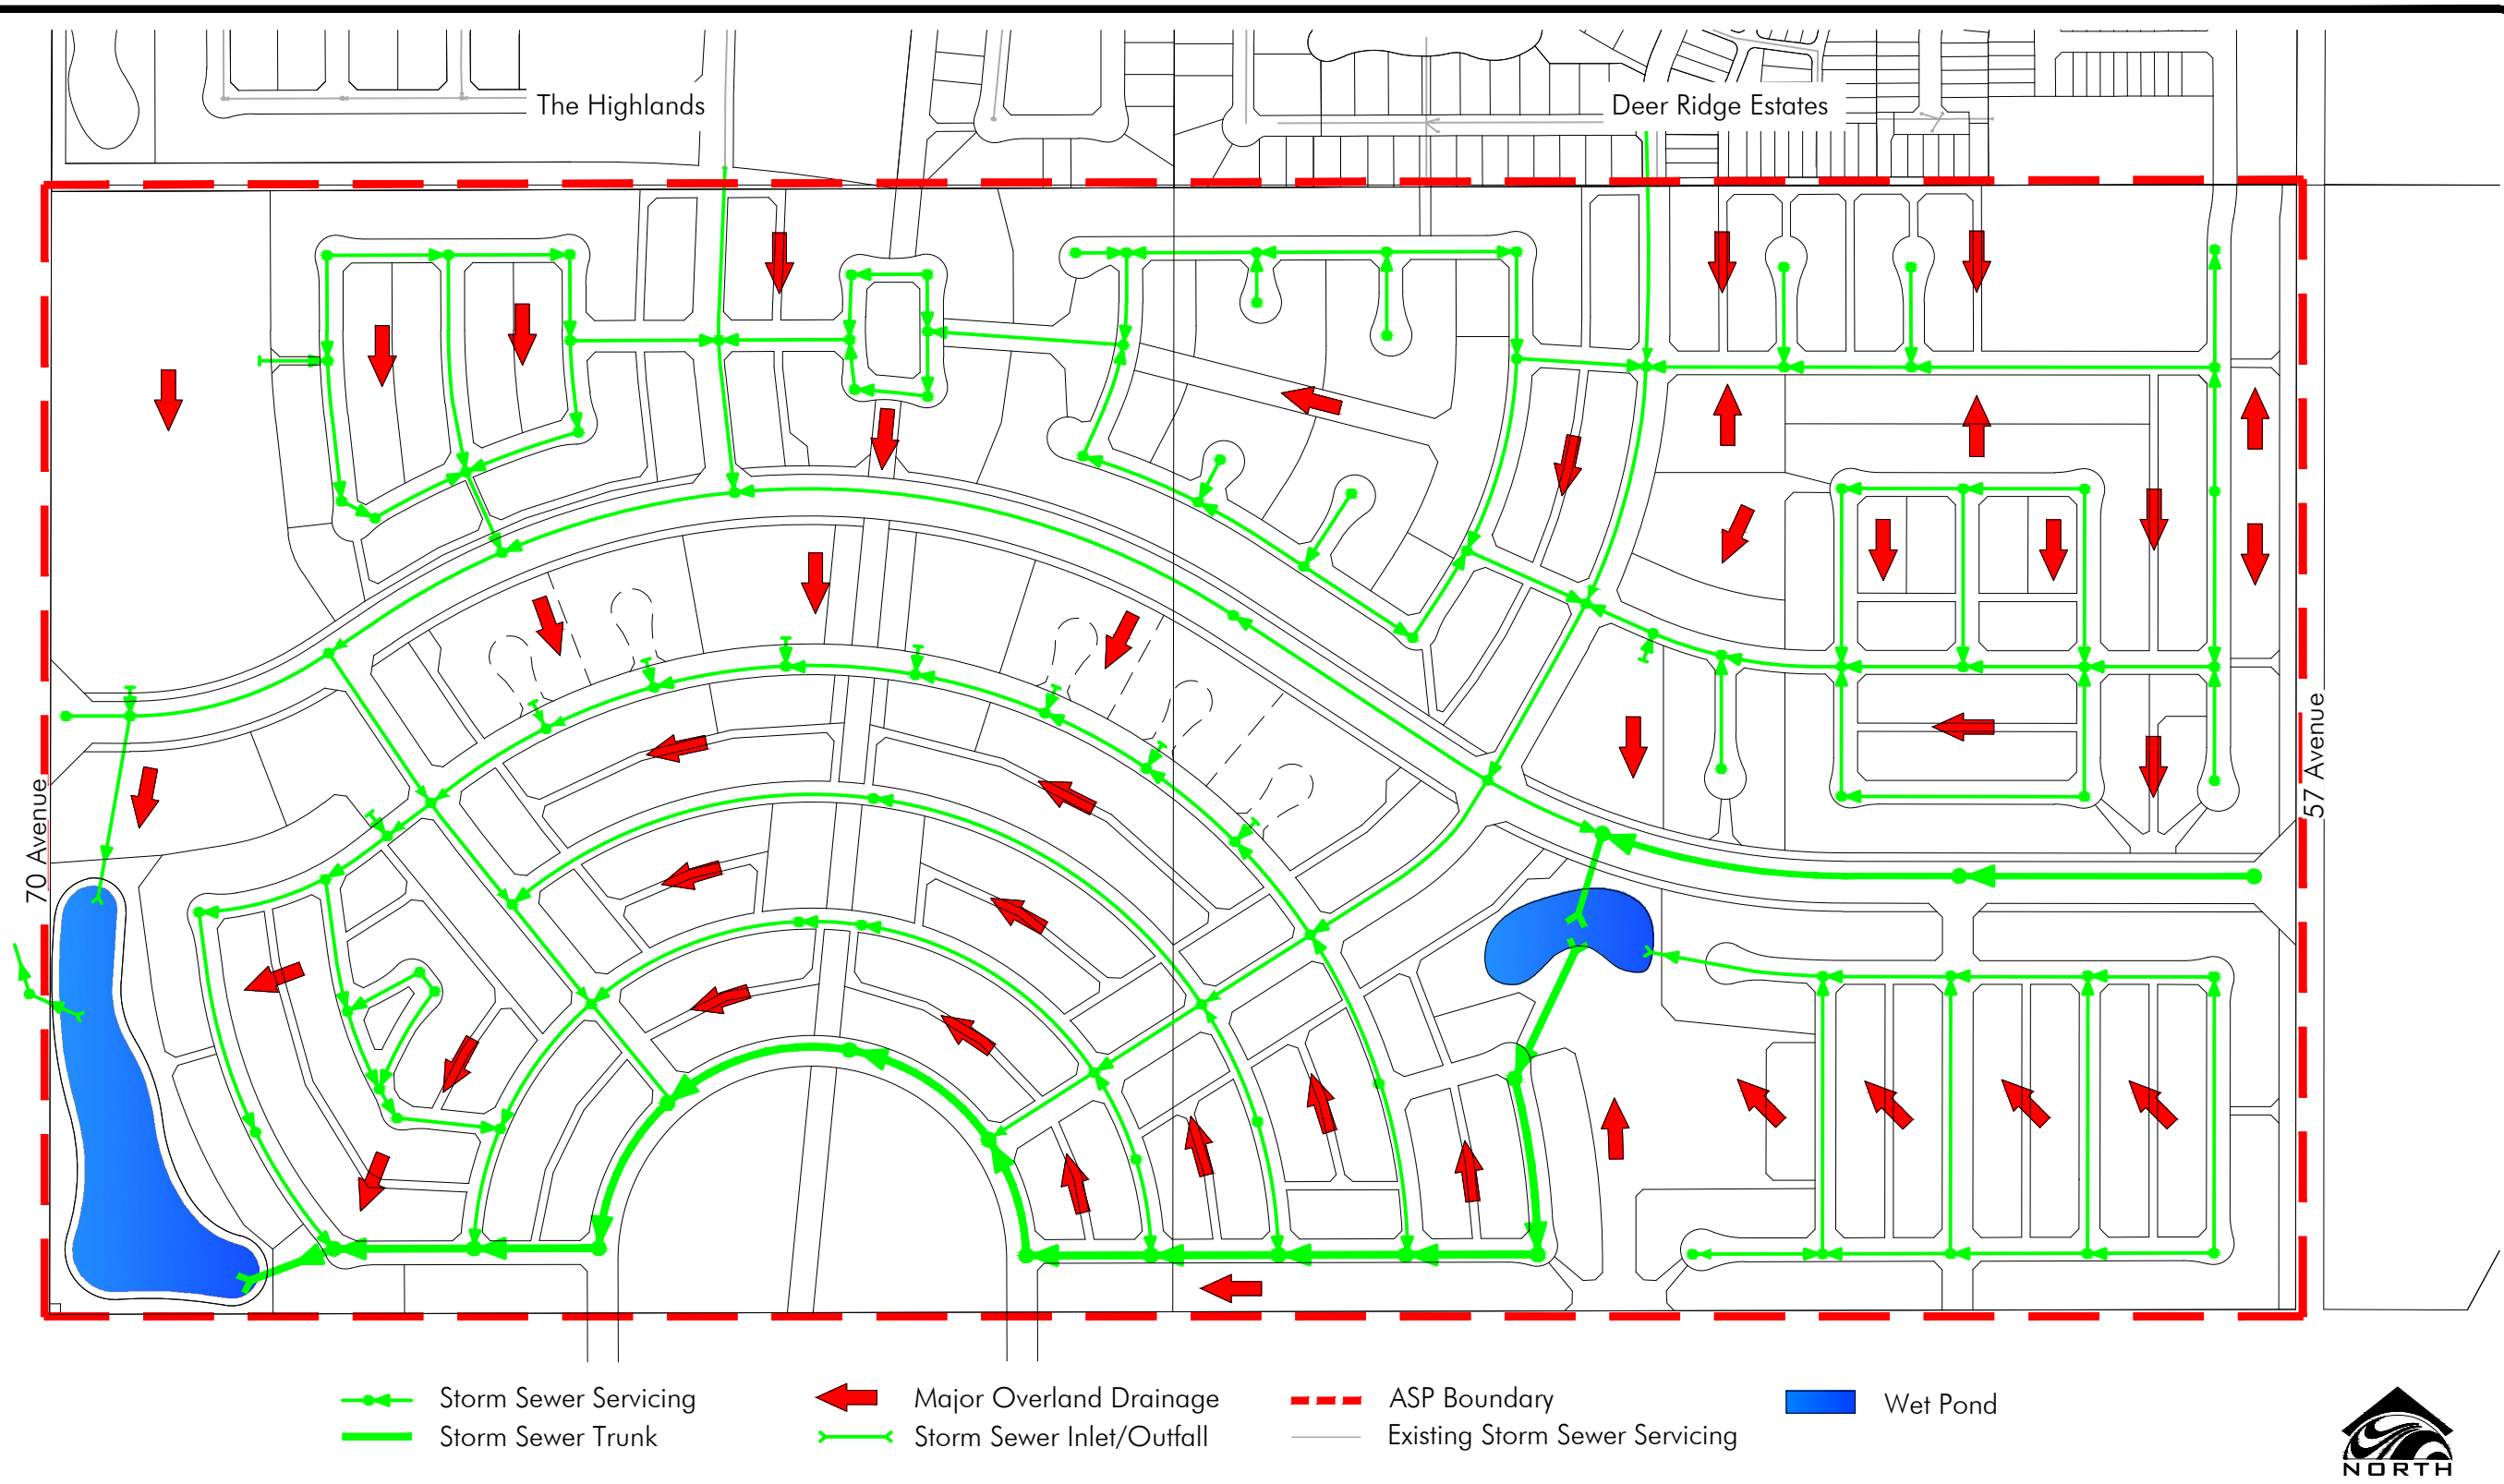 The Highlands
Deer Ridge Estates
70 Avenue
57 Avenue
Storm Sewer Servicing
Major Overland Drainage
ASP Boundary
Wet Pond
Storm Sewer Trunk
Storm Sewer Inlet/Outfall
Existing Storm Sewer Servicing
NORTH